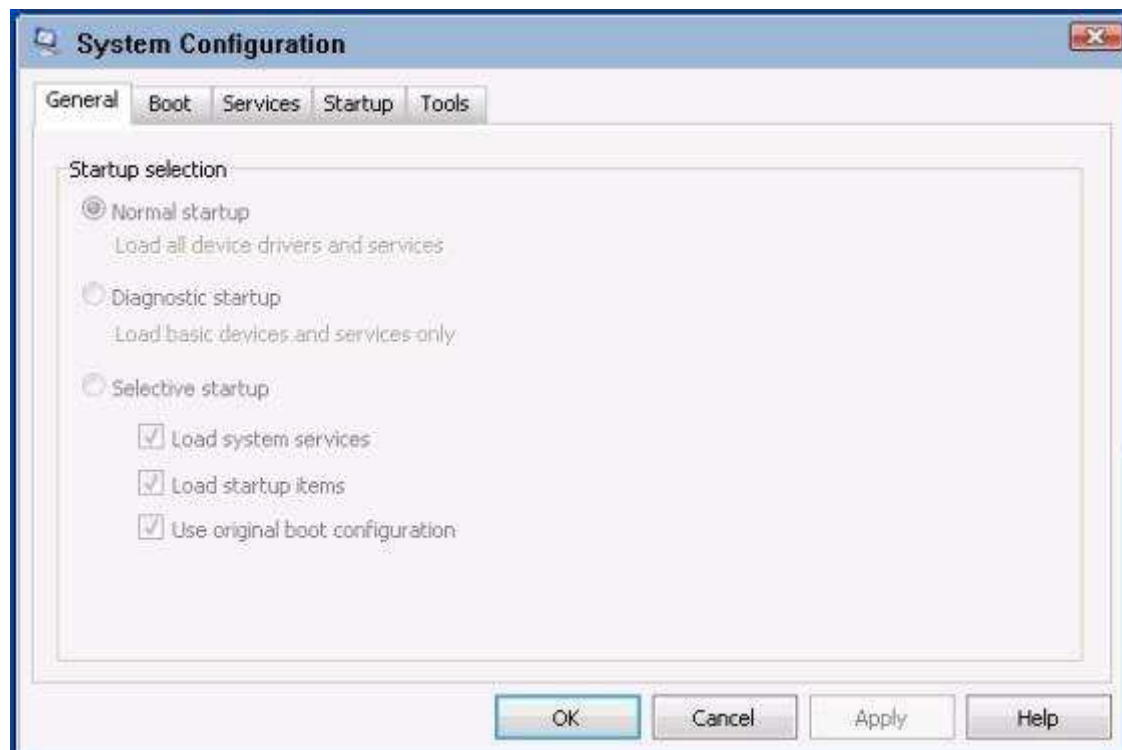 System Configuration
General Boot Services Startup Tools
Startup selection
Normal startup
Load all device drivers and services
Diagnostic startup
Load basic devices and services only
Selective startup
Load system services
Load startup items
Use original boot configuration
OK Cancel Apply Help